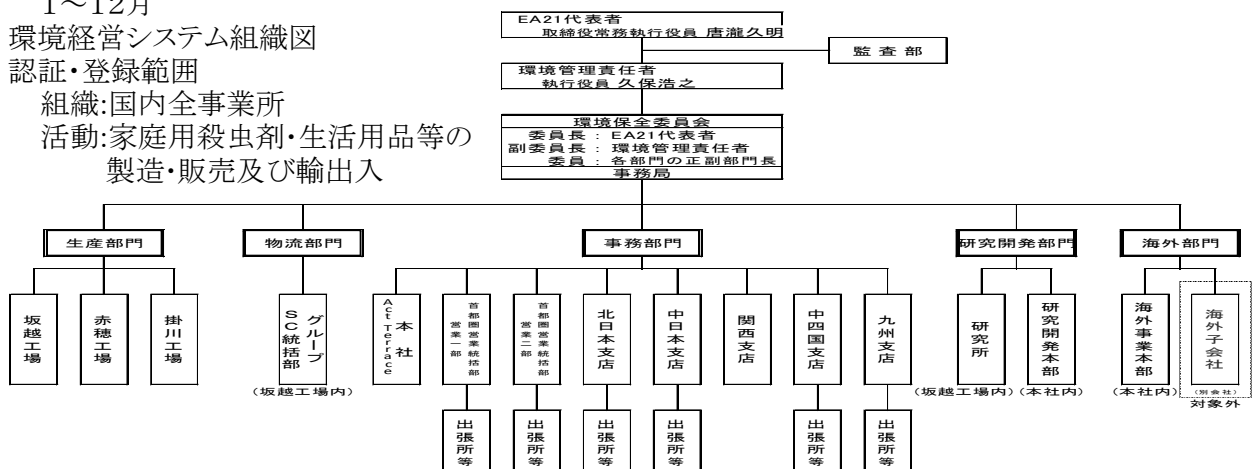 1～12月
環境経営システム組織図
認証・登録範囲
組織:国内全事業所
活動:家庭用殺虫剤・生活用品等の
製造・販売及び輸出入
EA21代表者
取締役常務執行役員 唐瀧久明
監査部
環境管理責任者
執行役員 久保浩之
環境保全委員会
委員長：EA21代表者
副委員長：環境管理責任者
委員：各部門の正副部門長
事務局
生産部門
物流部門
事務部門
研究開発部門
海外部門
坂越工場
赤穂工場
掛川工場
グループ
SC統括部
(坂越工場内)
本社
Act Terrace
首都圏営業統括部
営業一部
首都圏営業統括部
営業二部
北日本支店
中日本支店
関西支店
中四国支店
九州支店
研究所
(坂越工場内)
研究開発本部
(本社内)
海外事業本部
(本社内)
海外子会社
(別会社)
対象外
出張所等
出張所等
出張所等
出張所等
出張所等
出張所等